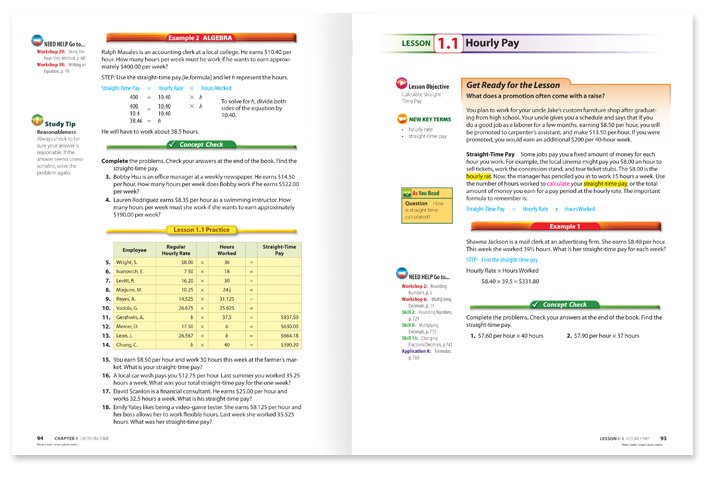 NEED HELP Go to...
Workshop 29: Using the
Four-Step Method, p. 68
Workshop 30: Writing an
Equation, p. 70
Study Tip
Reasonableness
Always check to be
sure your answer is
reasonable. If the
answer seems unrea-
sonable, solve the
problem again.
Example 2 ALGEBRA
Ralph Masales is an accounting clerk at a local college. He earns $10.40 per
hour. How many hours per week must he work if he wants to earn approxi-
mately $400.00 per week?
STEP: Use the straight-time pay formula and let h represent the hours.
Straight-Time Pay = Hourly Rate × Hours Worked
400 = 10.40 × h
400 = 10.40 × h
10.4 10.40
38.46 = h
To solve for h, divide both
sides of the equation by
10.40.
He will have to work about 38.5 hours.
✓ Concept Check
Complete the problems. Check your answers at the end of the book. Find the
straight-time pay.
3. Bobby Hsu is an office manager at a weekly newspaper. He earns $14.50
per hour. How many hours per week does Bobby work if he earns $522.00
per week?
4. Lauren Rodriguez earns $8.35 per hour as a swimming instructor. How
many hours per week must she work if she wants to earn approximately
$190.00 per week?
Lesson 1.1 Practice
Employee Regular Hourly Rate Hours Worked Straight-Time Pay
5. Wright, S. $8.00 × 36 =
6. Ivanovich, E. 7.50 × 18 =
7. Levitt, R. 16.20 × 30 =
8. Maguire, M. 10.25 × 24½ =
9. Reyes, A. 14.525 × 31.125 =
10. Vadola, G. 26.675 × 25.625 =
11. Gershwin, A. h × 37.5 = $937.50
12. Mercer, D. 17.50 × h = $630.00
13. Leon, J. 26.567 × h = $664.18
14. Chang, C. h × 40 = $390.20
15. You earn $8.50 per hour and work 30 hours this week at the farmer's mar-
ket. What is your straight-time pay?
16. A local car wash pays you $12.75 per hour. Last summer you worked 35.25
hours a week. What was your total straight-time pay for the one week?
17. David Scanlon is a financial consultant. He earns $25.00 per hour and
works 32.5 hours a week. What is his straight-time pay?
18. Emily Yates likes being a video-game tester. She earns $8.125 per hour and
her boss allows her to work flexible hours. Last week she worked 35.525
hours. What was her straight-time pay?
94 CHAPTER 1 GROSS INCOME
LESSON 1.1 Hourly Pay
Lesson Objective
Calculate Straight-
Time Pay
NEW KEY TERMS
• hourly rate
• straight-time pay
As You Read
Question How
is straight time
calculated?
NEED HELP Go to...
Workshop 2: Rounding
Numbers, p. 6
Workshop 6: Multiplying
Decimals, p. 14
Skill 2: Rounding Numbers,
p. 729
Skill 8: Multiplying
Decimals, p. 735
Skill 14: Changing
Fractions/Decimals, p. 741
Application A: Formulas,
p. 760
Get Ready for the Lesson
What does a promotion often come with a raise?
You plan to work for your uncle Jake's custom furniture shop after graduat-
ing from high school. Your uncle gives you a schedule and says that if you
do a good job as a laborer for a few months, earning $8.50 per hour, you will
be promoted to carpenter's assistant, and make $13.50 per hour. If you were
promoted, you would earn an additional $200 per 40-hour week.
Straight-Time Pay Some jobs pay you a fixed amount of money for each
hour you work. For example, the local cinema might pay you $8.00 an hour to
sell tickets, work the concession stand, and tear ticket stubs. The $8.00 is the
hourly rat. Now, the manager has penciled you in to work 15 hours a week. Use
the number of hours worked to calculate your straight-time pay, or the total
amount of money you earn for a pay period at the hourly rate. The important
formula to remember is:
Straight-Time Pay = Hourly Rate x Hours Worked
Example 1
Shawna Jackson is a mail clerk at an advertising firm. She earns $8.40 per hour.
This week she worked 39½ hours. What is her straight-time pay for each week?
STEP: Find the straight-time pay.
Hourly Rate × Hours Worked
$8.40 × 39.5 = $331.80
✓ Concept Check
Complete the problems. Check your answers at the end of the book. Find the
straight-time pay.
1. $7.60 per hour × 40 hours 2. $7.90 per hour × 37 hours
LESSON 1-1 HOURLY PAY 93